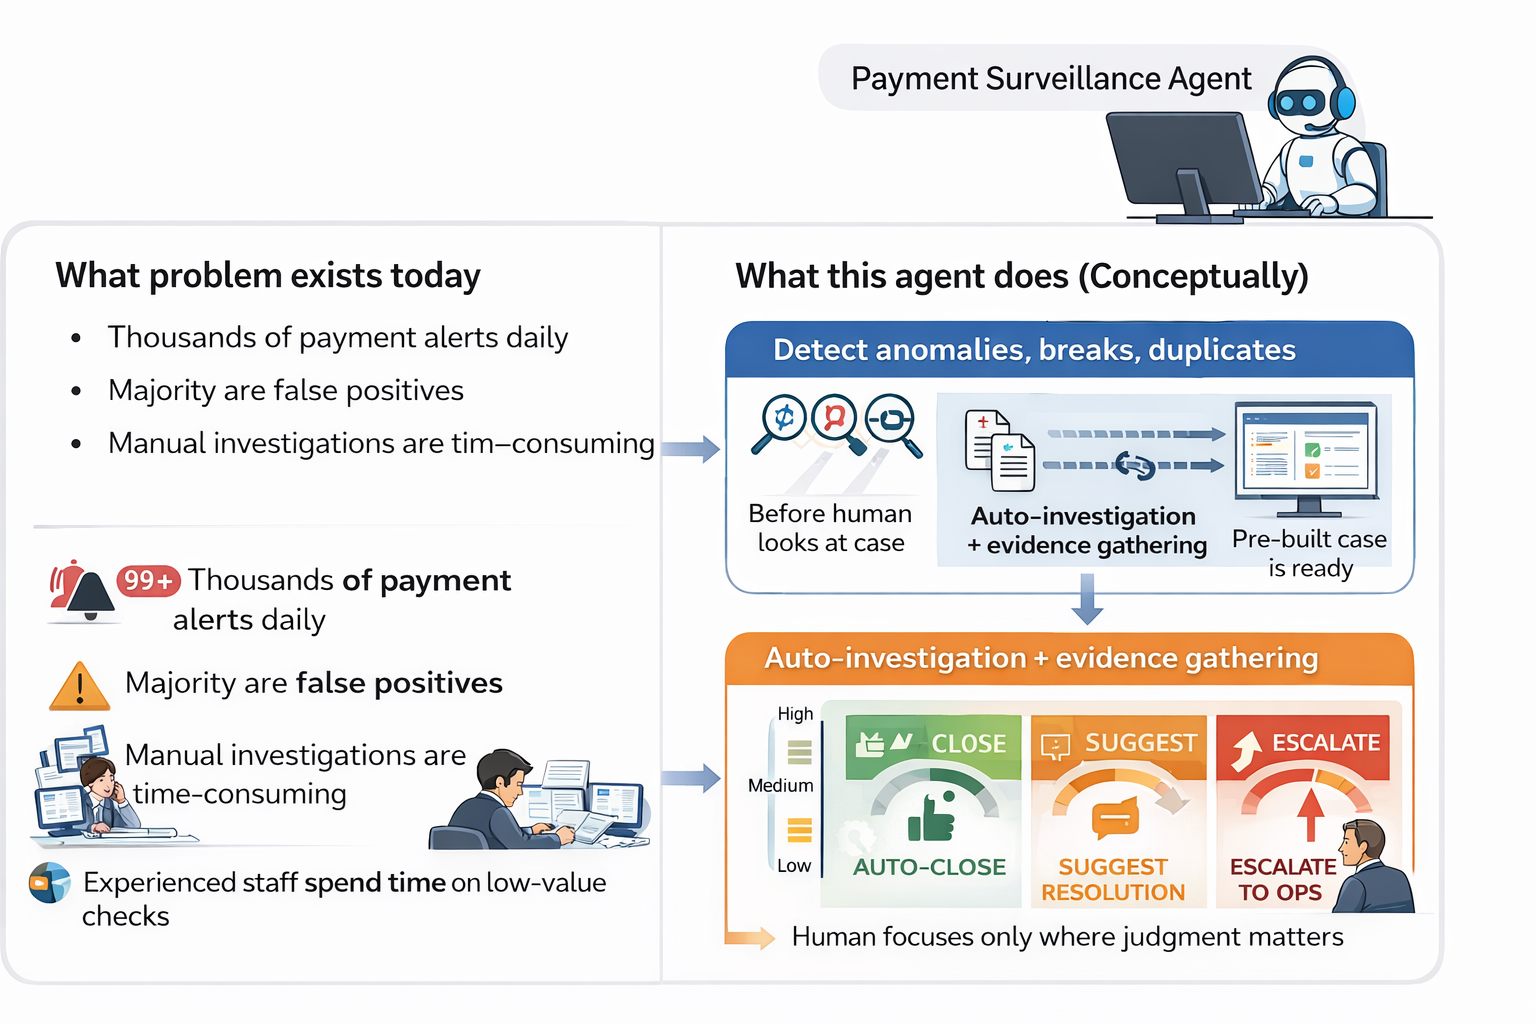 Payment Surveillance Agent
What problem exists today
• Thousands of payment alerts daily
• Majority are false positives
• Manual investigations are tim–consuming
99+ Thousands of payment
alerts daily
Majority are false positives
Manual investigations are
time-consuming
Experienced staff spend time on low-value
checks
What this agent does (Conceptually)
Detect anomalies, breaks, duplicates
Before human
looks at case
Auto-investigation
+ evidence gathering
Pre-built case
is ready
Auto-investigation + evidence gathering
High
Medium
Low
CLOSE
AUTO-CLOSE
SUGGEST
SUGGEST
RESOLUTION
ESCALATE
ESCALATE
TO OPS
Human focuses only where judgment matters